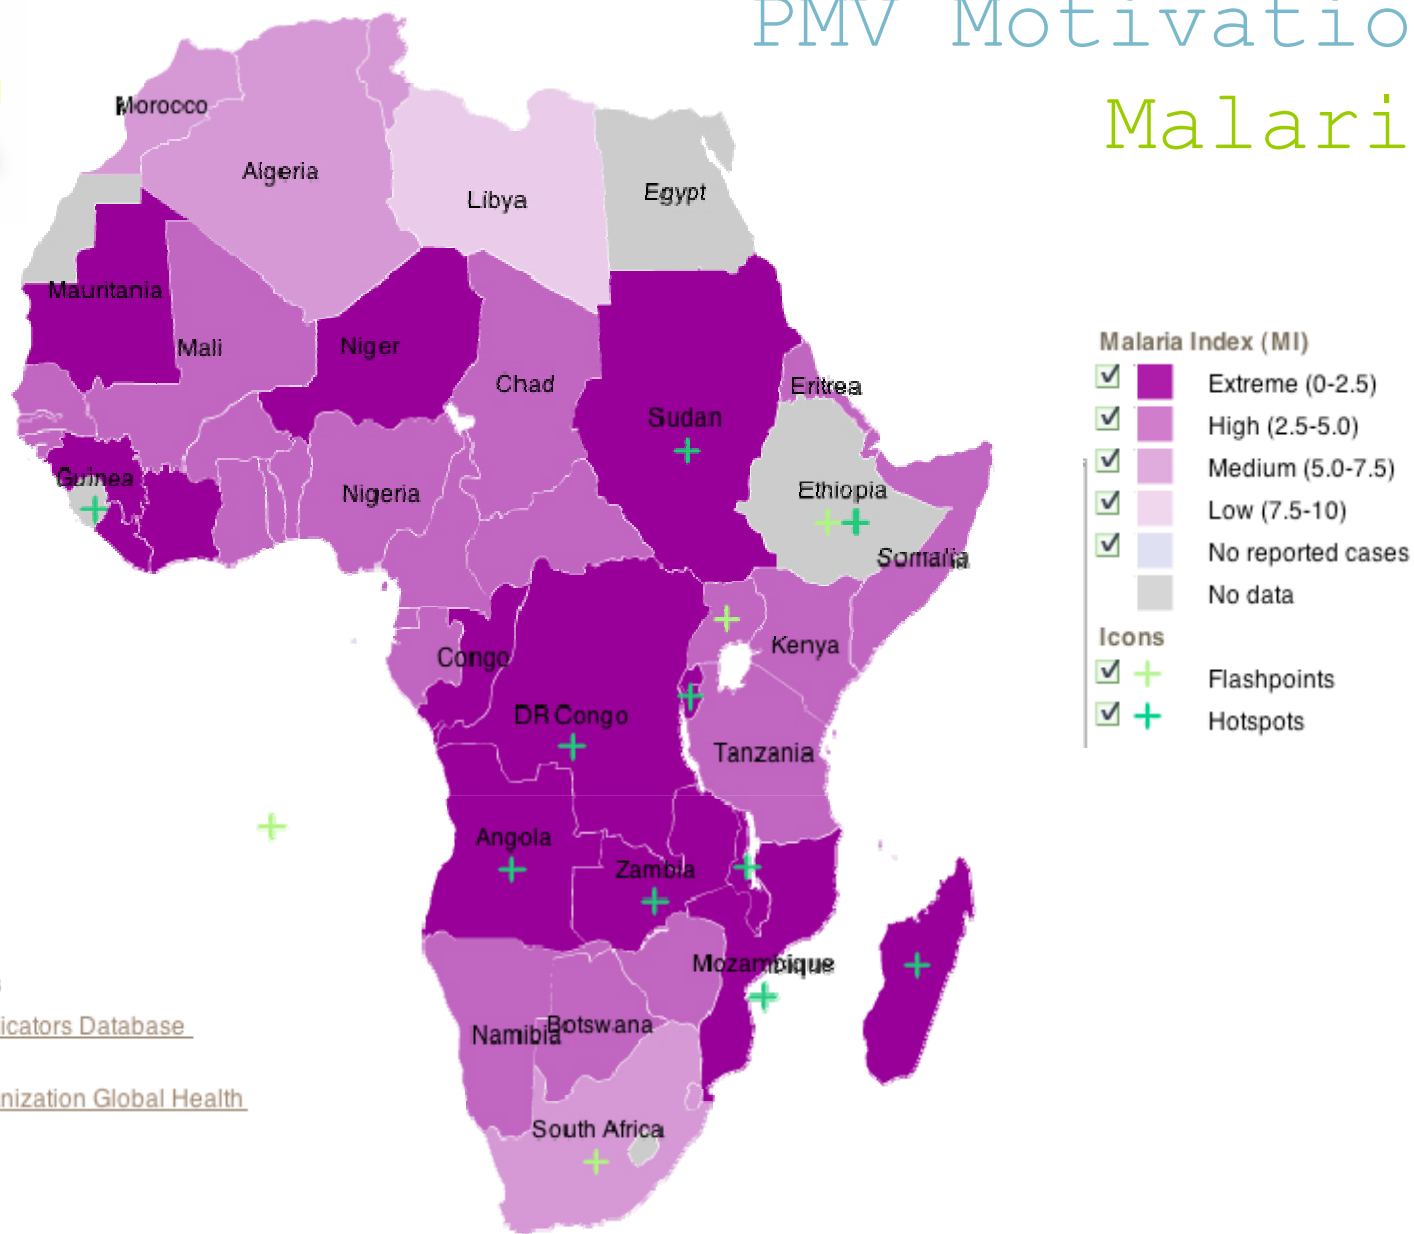 PMV Motivatio
Malari
Morocco
Algeria
Libya
Egypt
Mauritania
Mali
Niger
Chad
Eritrea
Sudan
Guinea
Nigeria
Ethiopia
Somalia
Kenya
Congo
DR Congo
Tanzania
Angola
Zambia
Mozambique
Namibia
Botswana
South Africa
Malaria Index (MI)
Extreme (0-2.5)
High (2.5-5.0)
Medium (5.0-7.5)
Low (7.5-10)
No reported cases
No data
Icons
Flashpoints
Hotspots
icators Database
nization Global Health